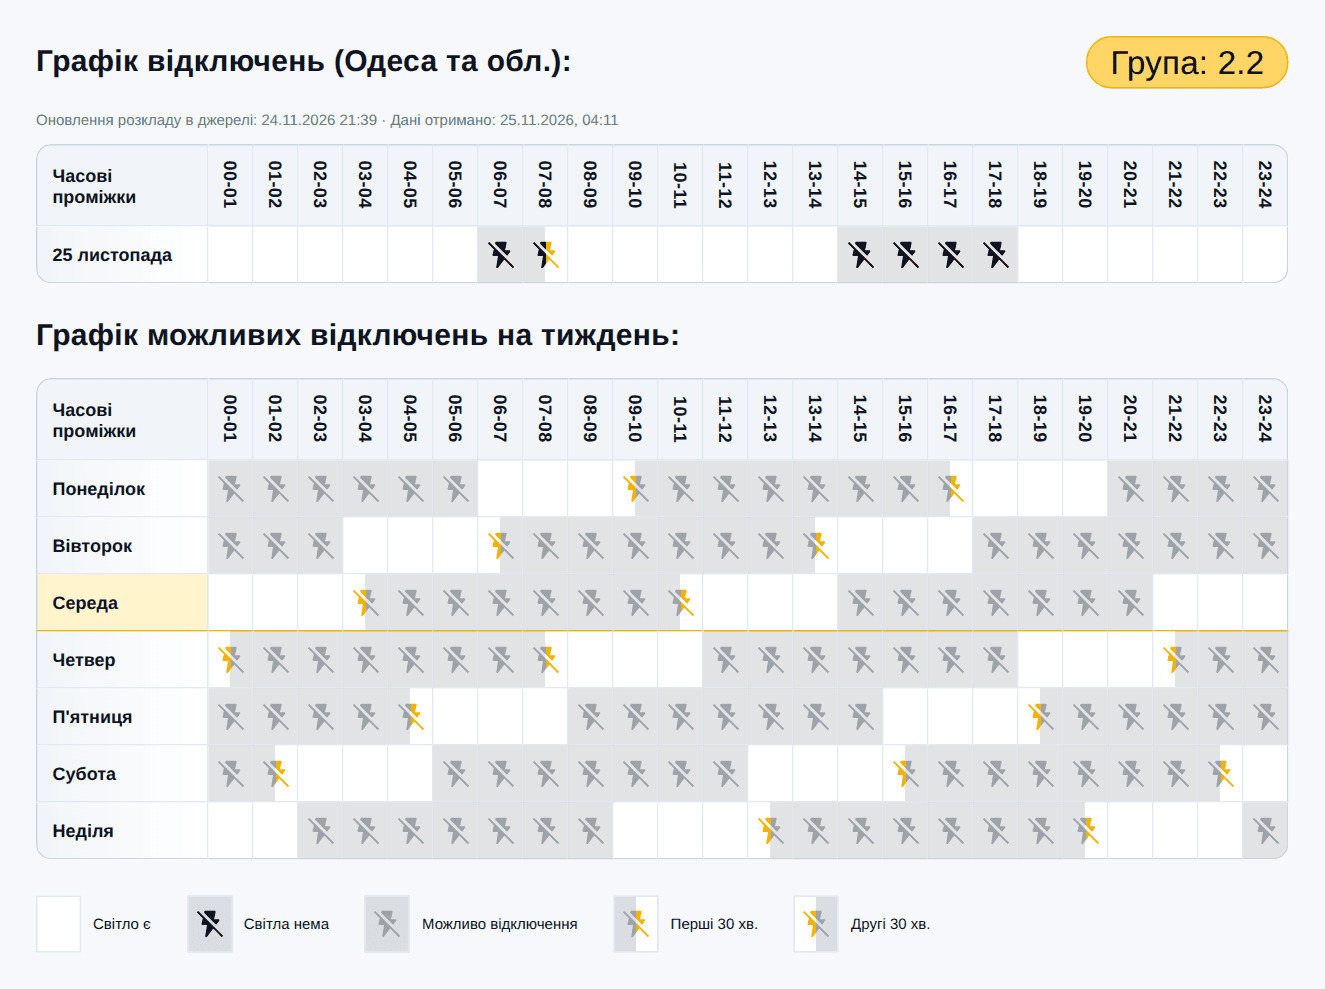 Графік відключень (Одеса та обл.):
Група: 2.2
Оновлення розкладу в джерелі: 24.11.2026 21:39 · Дані отримано: 25.11.2026, 04:11
Часові
проміжки
00-01 01-02 02-03 03-04 04-05 05-06 06-07 07-08 08-09 09-10 10-11 11-12 12-13 13-14 14-15 15-16 16-17 17-18 18-19 19-20 20-21 21-22 22-23 23-24
25 листопада
Графік можливих відключень на тиждень:
Часові
проміжки
00-01 01-02 02-03 03-04 04-05 05-06 06-07 07-08 08-09 09-10 10-11 11-12 12-13 13-14 14-15 15-16 16-17 17-18 18-19 19-20 20-21 21-22 22-23 23-24
Понеділок
Вівторок
Середа
Четвер
П'ятниця
Субота
Неділя
Світло є
Світла нема
Можливо відключення
Перші 30 хв.
Другі 30 хв.